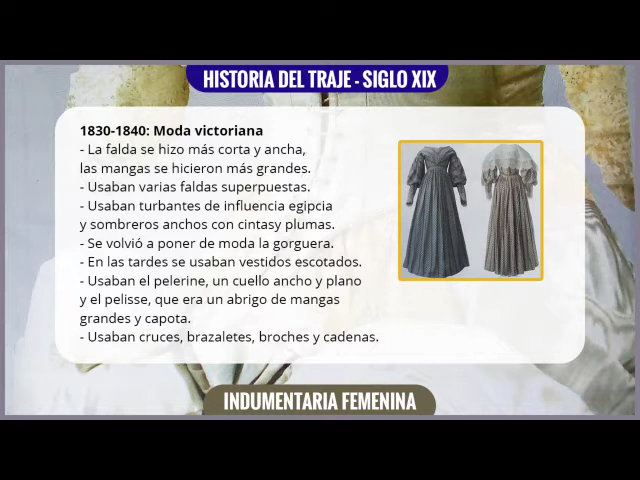 HISTORIA DEL TRAJE - SIGLO XIX
1830-1840: Moda victoriana
- La falda se hizo más corta y ancha,
las mangas se hicieron más grandes.
- Usaban varias faldas superpuestas.
- Usaban turbantes de influencia egipcia
y sombreros anchos con cintasy plumas.
- Se volvió a poner de moda la gorguera.
- En las tardes se usaban vestidos escotados.
- Usaban el pelerine, un cuello ancho y plano
y el pelisse, que era un abrigo de mangas
grandes y capota.
- Usaban cruces, brazaletes, broches y cadenas.
INDUMENTARIA FEMENINA